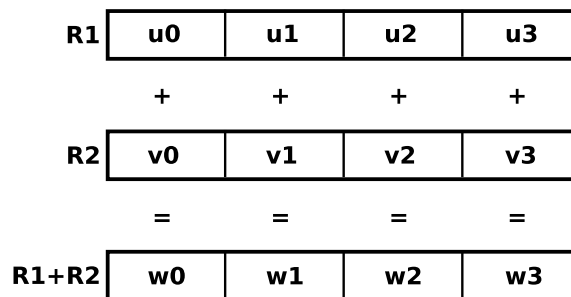 R1 u0 u1 u2 u3
+ + + +
R2 v0 v1 v2 v3
= = = =
R1+R2 w0 w1 w2 w3